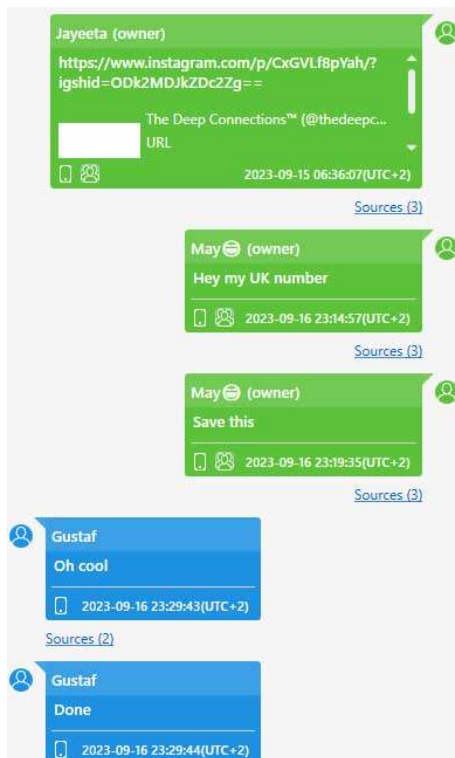 Jayeeta (owner)
https://www.instagram.com/p/CxGVLf8pYah/?
igshid=ODk2MDJkZDc2Zg==
The Deep Connections™ (@thedeepc...
URL
2023-09-15 06:36:07(UTC+2)
Sources (3)
May😁 (owner)
Hey my UK number
2023-09-16 23:14:57(UTC+2)
Sources (3)
May😁 (owner)
Save this
2023-09-16 23:19:35(UTC+2)
Sources (3)
Gustaf
Oh cool
2023-09-16 23:29:43(UTC+2)
Sources (2)
Gustaf
Done
2023-09-16 23:29:44(UTC+2)